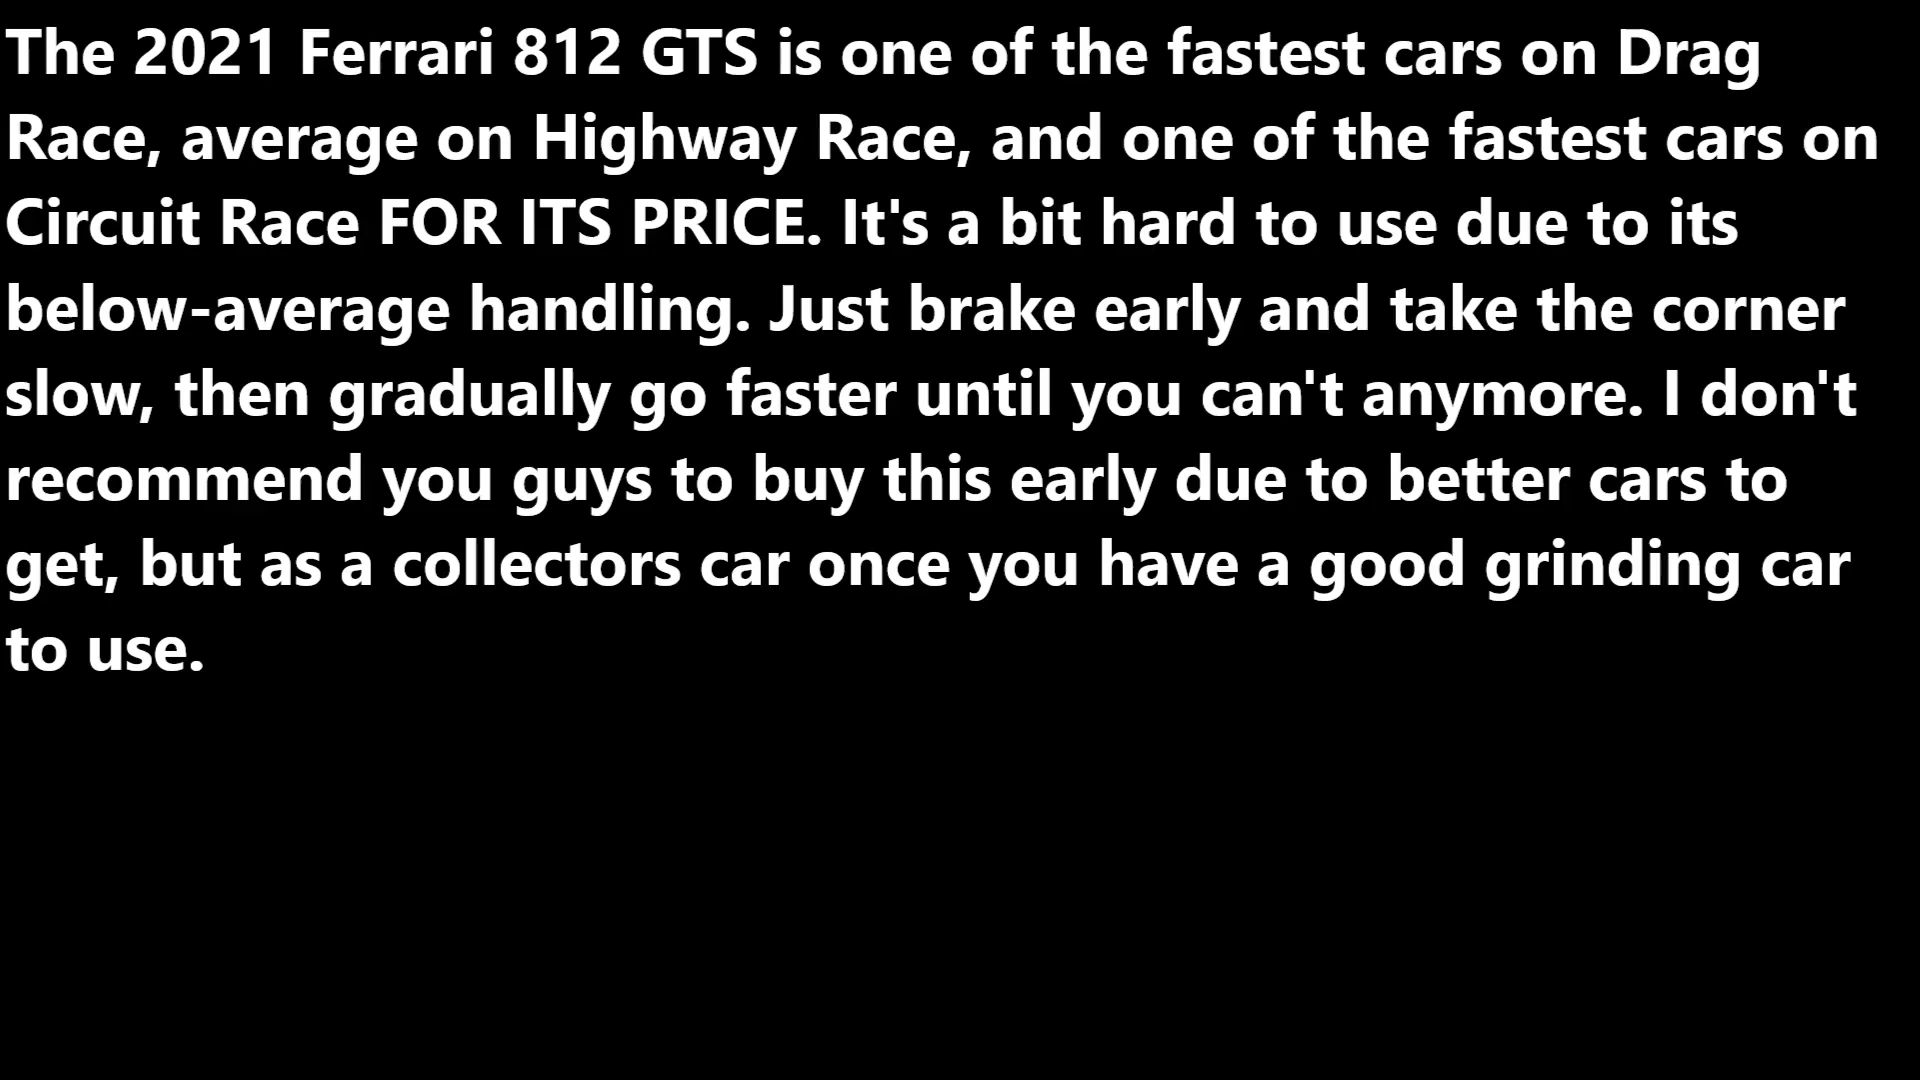 The 2021 Ferrari 812 GTS is one of the fastest cars on Drag
Race, average on Highway Race, and one of the fastest cars on
Circuit Race FOR ITS PRICE. It's a bit hard to use due to its
below-average handling. Just brake early and take the corner
slow, then gradually go faster until you can't anymore. I don't
recommend you guys to buy this early due to better cars to
get, but as a collectors car once you have a good grinding car
to use.